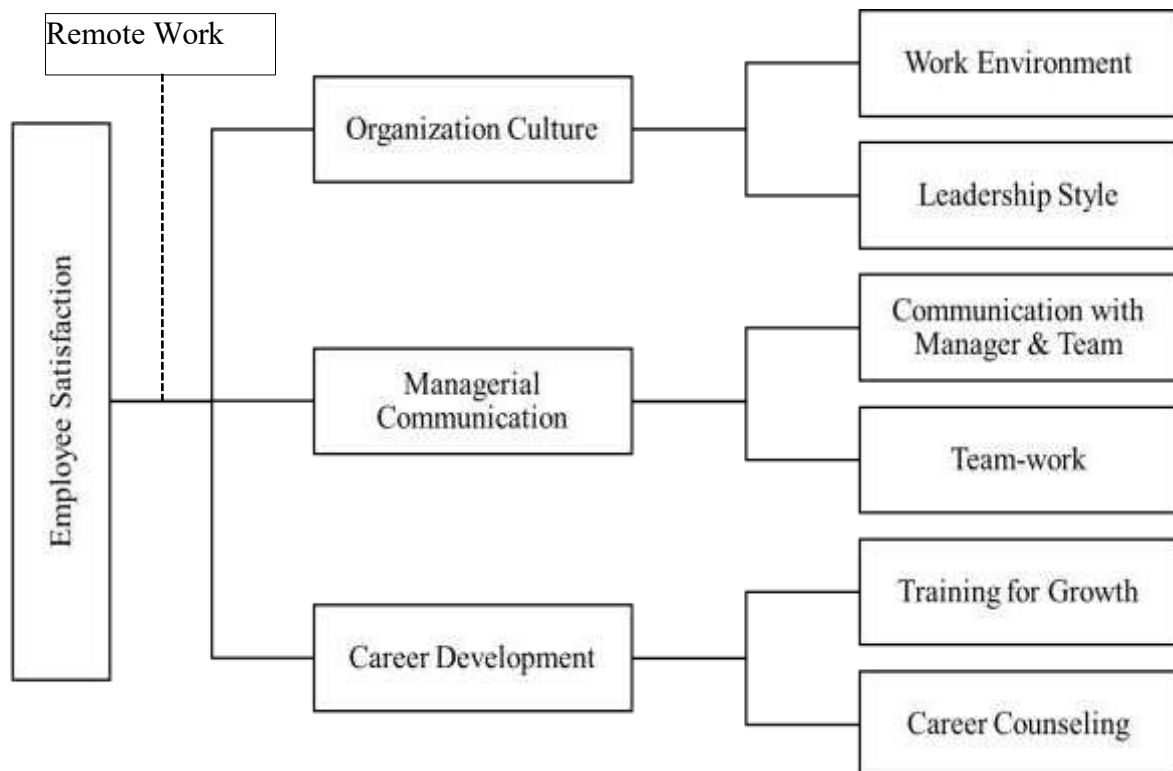 Remote Work
Employee Satisfaction
Organization Culture
Work Environment
Leadership Style
Managerial
Communication
Communication with
Manager & Team
Team-work
Career Development
Training for Growth
Career Counseling